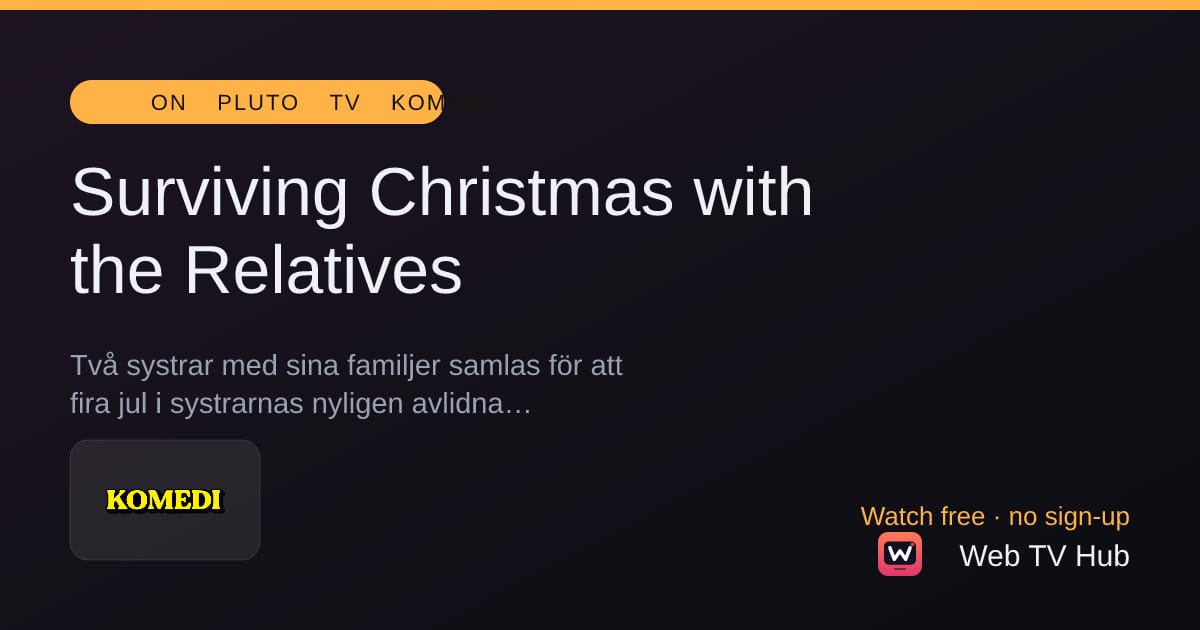 ON PLUTO TV KOMEDI
Surviving Christmas with
the Relatives
Två systrar med sina familjer samlas för att
fira jul i systrarnas nyligen avlidna…
KOMEDI
Watch free · no sign-up
W
Web TV Hub